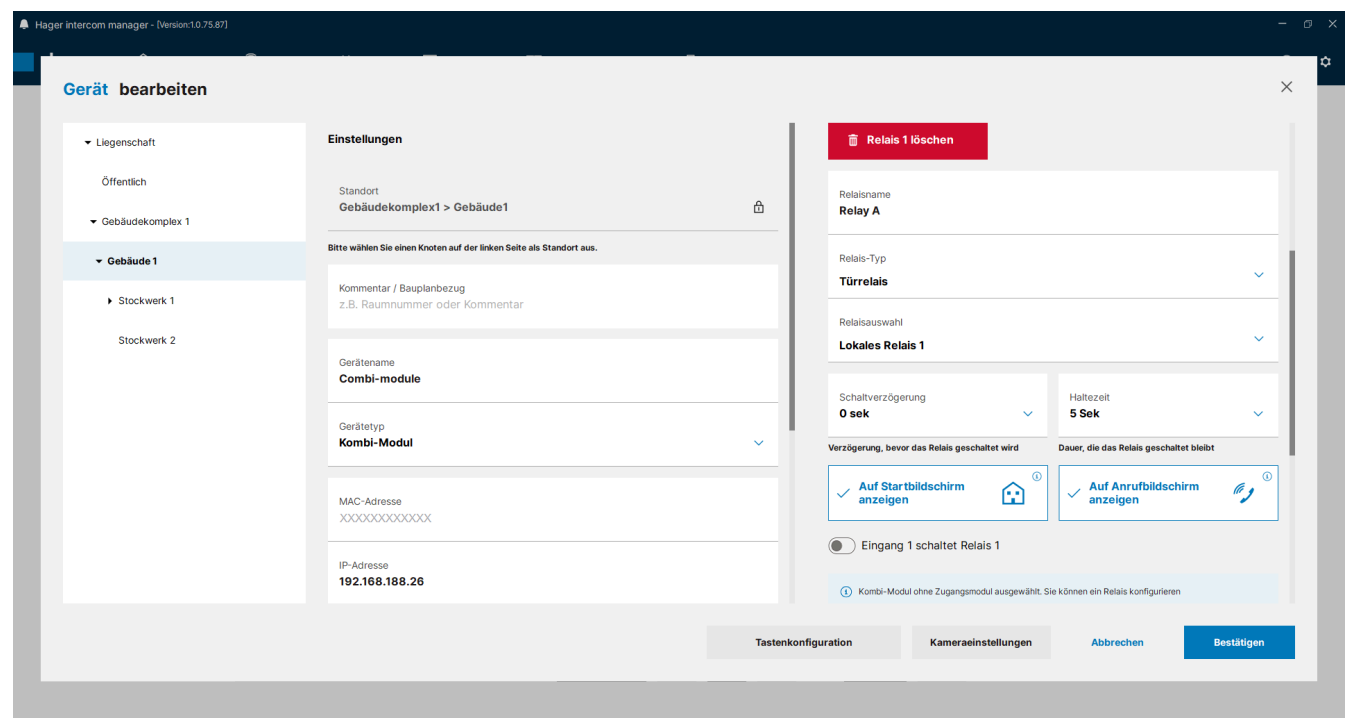 Hager intercom manager - [Version:1.0.75.87]
Gerät bearbeiten
Liegenschaft
Öffentlich
Gebäudekomplex 1
Gebäude 1
Stockwerk 1
Stockwerk 2
Einstellungen
Standort
Gebäudekomplex1 > Gebäude1
Bitte wählen Sie einen Knoten auf der linken Seite als Standort aus.
Kommentar / Bauplanbezug
z.B. Raumnummer oder Kommentar
Gerätename
Combi-module
Gerätetyp
Kombi-Modul
MAC-Adresse
XXXXXXXXXXXX
IP-Adresse
192.168.188.26
Relais 1 löschen
Relaisname
Relay A
Relais-Typ
Türrelais
Relaisauswahl
Lokales Relais 1
Schaltverzögerung
0 sek
Verzögerung, bevor das Relais geschaltet wird
Haltezeit
5 Sek
Dauer, die das Relais geschaltet bleibt
Auf Startbildschirm
anzeigen
Auf Anrufbildschirm
anzeigen
Eingang 1 schaltet Relais 1
Kombi-Modul ohne Zugangsmodul ausgewählt. Sie können ein Relais konfigurieren
Tastenkonfiguration
Kameraeinstellungen
Abbrechen
Bestätigen